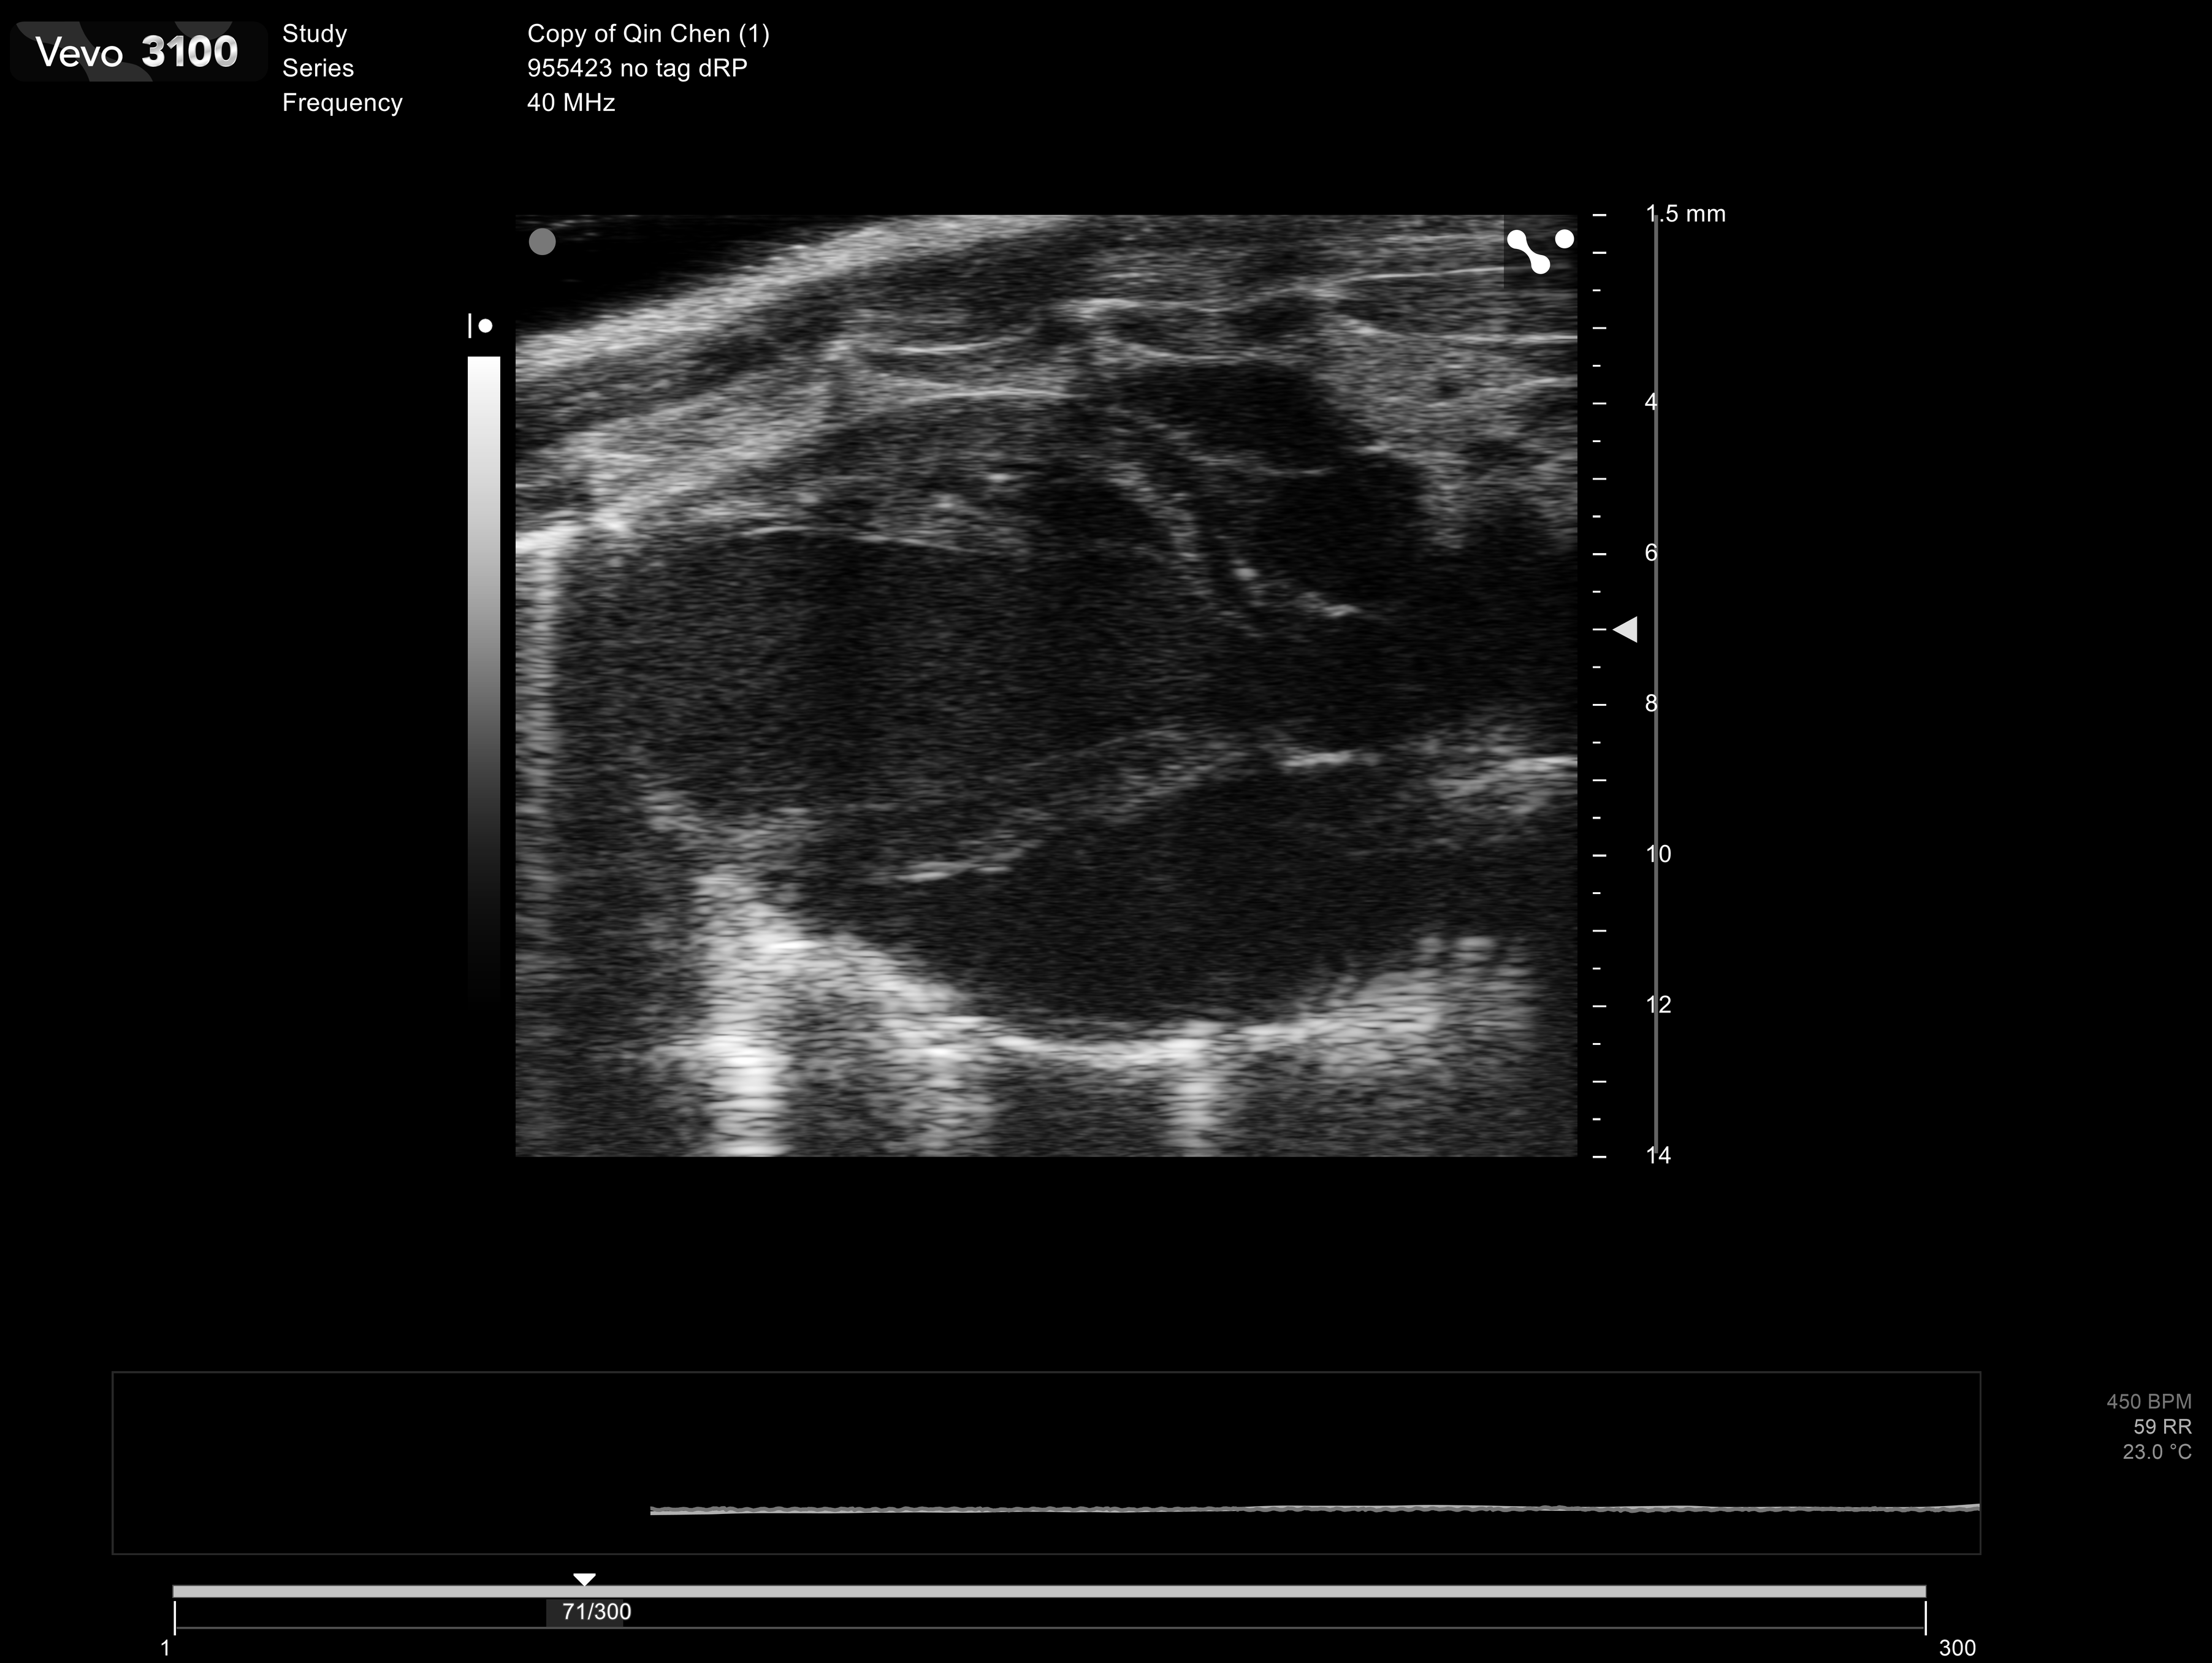 Vevo 3100
Study Copy of Qin Chen (1)
Series 955423 no tag dRP
Frequency 40 MHz
1.5 mm
4
6
8
10
12
14
450 BPM
59 RR
23.0 °C
71/300
1 300